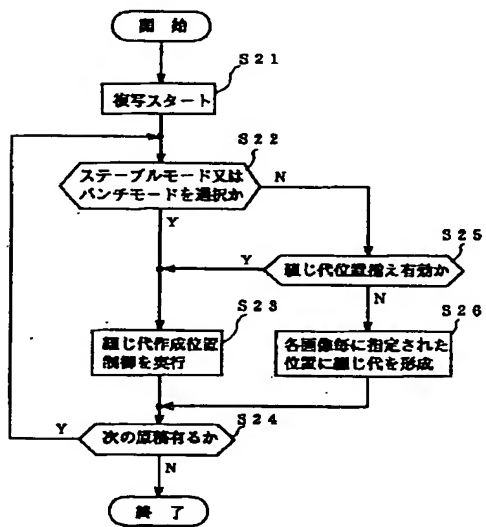 開 始
S21
複写スタート
S22
ステープルモード又は
パンチモードを選択か
N
Y
S25
Y
綴じ代位置揃え有効か
N
S23
綴じ代作成位置
制御を実行
S26
各画像毎に指定された
位置に綴じ代を形成
S24
Y
次の原稿有るか
N
終 了